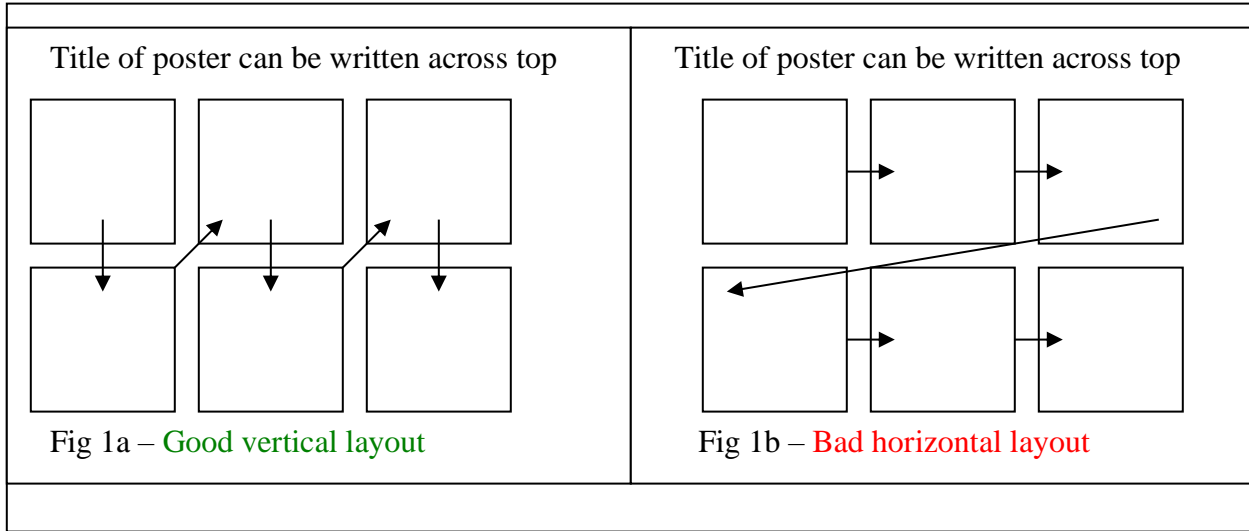 Title of poster can be written across top
Fig 1a – Good vertical layout
Title of poster can be written across top
Fig 1b – Bad horizontal layout